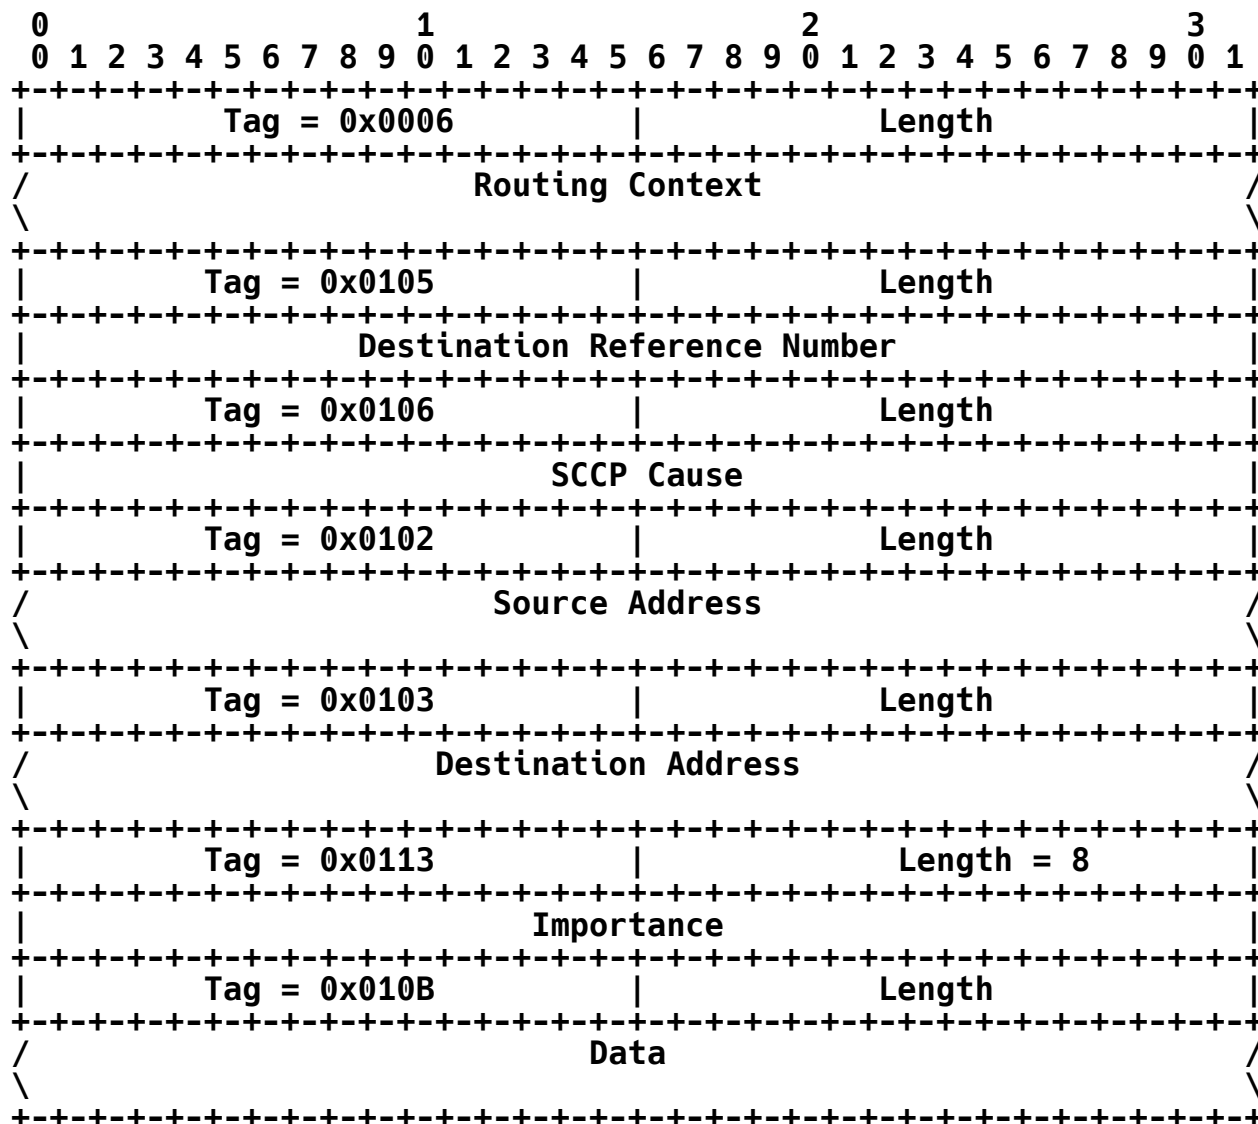 0                   1                   2                   3
 0 1 2 3 4 5 6 7 8 9 0 1 2 3 4 5 6 7 8 9 0 1 2 3 4 5 6 7 8 9 0 1
+-+-+-+-+-+-+-+-+-+-+-+-+-+-+-+-+-+-+-+-+-+-+-+-+-+-+-+-+-+-+-+-+
|          Tag = 0x0006         |            Length             |
+-+-+-+-+-+-+-+-+-+-+-+-+-+-+-+-+-+-+-+-+-+-+-+-+-+-+-+-+-+-+-+-+
/                       Routing Context                         /
\                                                               \
+-+-+-+-+-+-+-+-+-+-+-+-+-+-+-+-+-+-+-+-+-+-+-+-+-+-+-+-+-+-+-+-+
|         Tag = 0x0105          |            Length             |
+-+-+-+-+-+-+-+-+-+-+-+-+-+-+-+-+-+-+-+-+-+-+-+-+-+-+-+-+-+-+-+-+
|                 Destination Reference Number                  |
+-+-+-+-+-+-+-+-+-+-+-+-+-+-+-+-+-+-+-+-+-+-+-+-+-+-+-+-+-+-+-+-+
|         Tag = 0x0106          |            Length             |
+-+-+-+-+-+-+-+-+-+-+-+-+-+-+-+-+-+-+-+-+-+-+-+-+-+-+-+-+-+-+-+-+
|                           SCCP Cause                          |
+-+-+-+-+-+-+-+-+-+-+-+-+-+-+-+-+-+-+-+-+-+-+-+-+-+-+-+-+-+-+-+-+
|         Tag = 0x0102          |            Length             |
+-+-+-+-+-+-+-+-+-+-+-+-+-+-+-+-+-+-+-+-+-+-+-+-+-+-+-+-+-+-+-+-+
/                        Source Address                         /
\                                                               \
+-+-+-+-+-+-+-+-+-+-+-+-+-+-+-+-+-+-+-+-+-+-+-+-+-+-+-+-+-+-+-+-+
|         Tag = 0x0103          |            Length             |
+-+-+-+-+-+-+-+-+-+-+-+-+-+-+-+-+-+-+-+-+-+-+-+-+-+-+-+-+-+-+-+-+
/                     Destination Address                       /
\                                                               \
+-+-+-+-+-+-+-+-+-+-+-+-+-+-+-+-+-+-+-+-+-+-+-+-+-+-+-+-+-+-+-+-+
|         Tag = 0x0113          |             Length = 8        |
+-+-+-+-+-+-+-+-+-+-+-+-+-+-+-+-+-+-+-+-+-+-+-+-+-+-+-+-+-+-+-+-+
|                          Importance                           |
+-+-+-+-+-+-+-+-+-+-+-+-+-+-+-+-+-+-+-+-+-+-+-+-+-+-+-+-+-+-+-+-+
|         Tag = 0x010B          |            Length             |
+-+-+-+-+-+-+-+-+-+-+-+-+-+-+-+-+-+-+-+-+-+-+-+-+-+-+-+-+-+-+-+-+
/                             Data                              /
\                                                               \
+-+-+-+-+-+-+-+-+-+-+-+-+-+-+-+-+-+-+-+-+-+-+-+-+-+-+-+-+-+-+-+-+